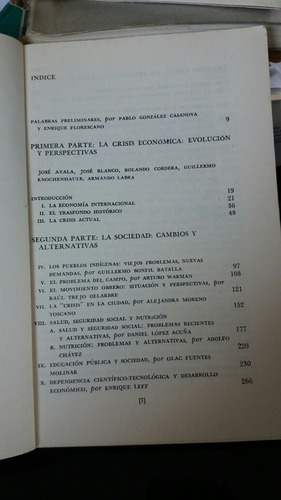 INDICE
PALABRAS PRELIMINARES, por PABLO GONZÁLEZ CASANOVA
Y ENRIQUE FLORESCANO 9
PRIMERA PARTE: LA CRISIS ECONÓMICA: EVOLUCIÓN
Y PERSPECTIVAS
JOSÉ AYALA, JOSÉ BLANCO, ROLANDO CORDERA, GUILLERMO
KNOCHENHAUER, ARMANDO LABRA
INTRODUCCIÓN 19
I. LA ECONOMÍA INTERNACIONAL 21
II. EL TRASFONDO HISTÓRICO 36
III. LA CRISIS ACTUAL 48
SEGUNDA PARTE: LA SOCIEDAD: CAMBIOS Y
ALTERNATIVAS
IV. LOS PUEBLOS INDÍGENAS: VIEJOS PROBLEMAS, NUEVAS
DEMANDAS, por GUILLERMO BONFIL BATALLA 97
V. EL PROBLEMA DEL CAMPO, por ARTURO WARMAN 108
VI. EL MOVIMIENTO OBRERO: SITUACIÓN Y PERSPECTIVAS, por
RAÚL TREJO DELARBRE 121
VII. LA "CRISIS" EN LA CIUDAD, por ALEJANDRA MORENO
TOSCANO 152
VIII. SALUD, SEGURIDAD SOCIAL Y NUTRICIÓN
A. SALUD Y SEGURIDAD SOCIAL: PROBLEMAS RECIENTES
Y ALTERNATIVAS, por DANIEL LÓPEZ ACUÑA 177
B. NUTRICIÓN: PROBLEMAS Y ALTERNATIVAS, por ADOLFO
CHÁVEZ 220
IX. EDUCACIÓN PÚBLICA Y SOCIEDAD, por OLAC FUENTES
MOLINAR 230
X. DEPENDENCIA CIENTÍFICO-TECNOLÓGICA Y DESARROLLO
ECONÓMICO, por ENRIQUE LEFF 266
[7]